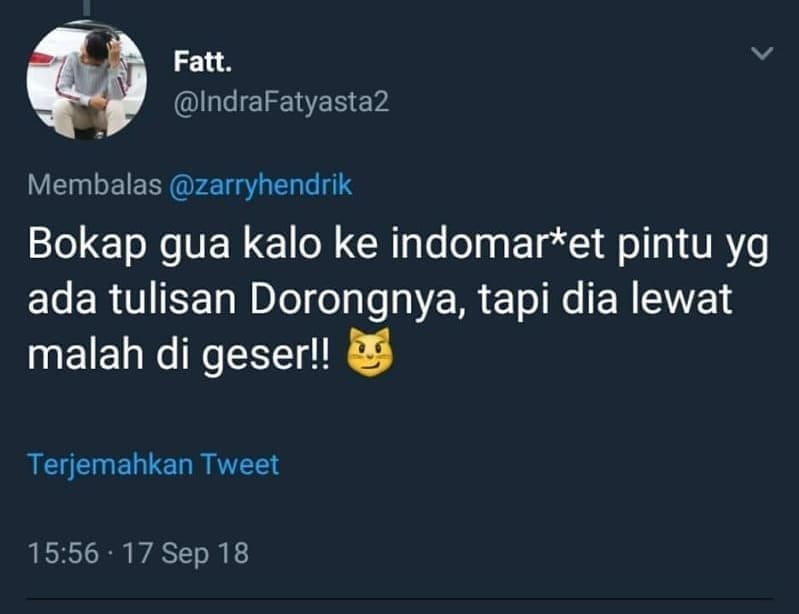 Fatt.
@IndraFatyasta2
Membalas @zarryhendrik
Bokap gua kalo ke indomar*et pintu yg
ada tulisan Dorongnya, tapi dia lewat
malah di geser!! 😼
Terjemahkan Tweet
15:56 · 17 Sep 18